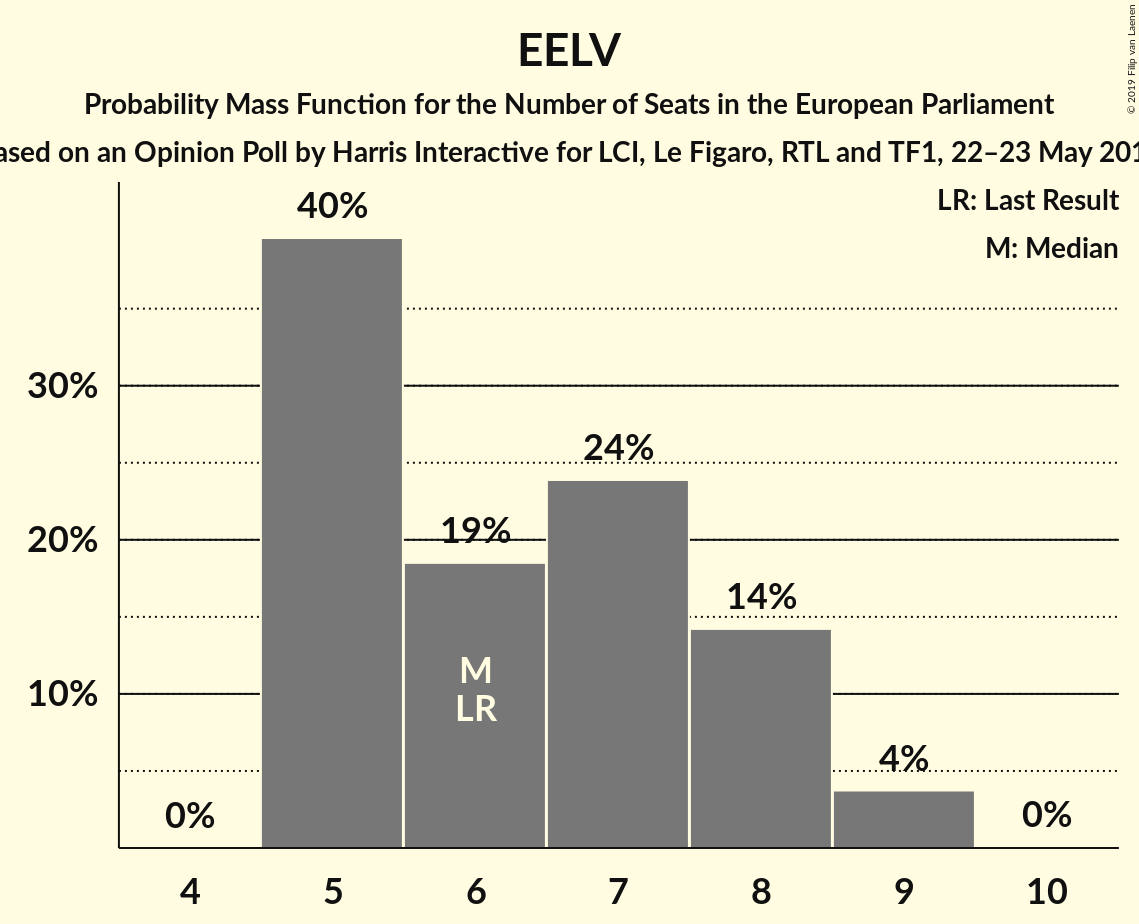 EELV
Probability Mass Function for the Number of Seats in the European Parliament
ased on an Opinion Poll by Harris Interactive for LCI, Le Figaro, RTL and TF1, 22–23 May 201
© 2019 Filip van Laenen
LR: Last Result
M: Median
40%
30%
24%
20%
19%
14%
M
LR
10%
4%
0%
0%
4 5 6 7 8 9 10